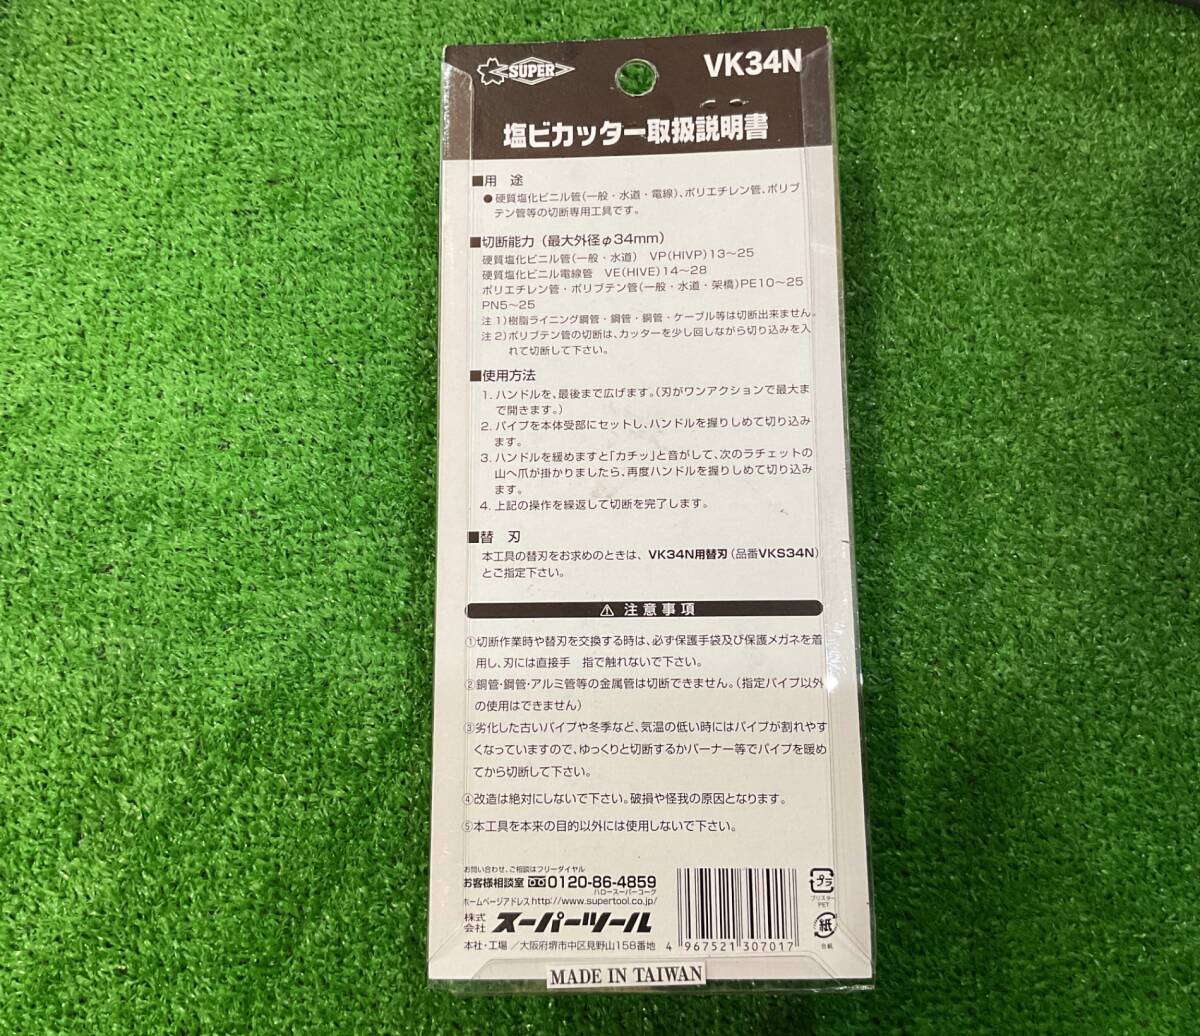 SUPER
VK34N
塩ビカッター取扱説明書
■用　途
●硬質塩化ビニル管(一般・水道・電線)、ポリエチレン管、ポリブ
テン管等の切断専用工具です。
■切断能力（最大外径φ34mm）
硬質塩化ビニル管(一般・水道)　VP(HIVP)13〜25
硬質塩化ビニル電線管　VE(HIVE)14〜28
ポリエチレン管・ポリブテン管(一般・水道・架橋)PE10〜25
PN5〜25
注1)樹脂ライニング鋼管・鋼管・銅管・ケーブル等は切断出来ません。
注2)ポリブテン管の切断は、カッターを少し回しながら切り込みを入
れて切断して下さい。
■使用方法
1. ハンドルを、最後まで広げます。(刃がワンアクションで最大ま
で開きます。)
2. パイプを本体受部にセットし、ハンドルを握りしめて切り込み
ます。
3. ハンドルを緩めますと「カチッ」と音がして、次のラチェットの
山へ爪が掛かりましたら、再度ハンドルを握りしめて切り込み
ます。
4. 上記の操作を繰返して切断を完了します。
■替　刃
本工具の替刃をお求めのときは、VK34N用替刃(品番VKS34N)
とご指定下さい。
⚠ 注意事項
①切断作業時や替刃を交換する時は、必ず保護手袋及び保護メガネを着
用し、刃には直接手　指で触れないで下さい。
②鋼管・銅管・アルミ管等の金属管は切断できません。(指定パイプ以外
の使用はできません)
③劣化した古いパイプや冬季など、気温の低い時にはパイプが割れやす
くなっていますので、ゆっくりと切断するかバーナー等でパイプを暖め
てから切断して下さい。
④改造は絶対にしないで下さい。破損や怪我の原因となります。
⑤本工具を本来の目的以外には使用しないで下さい。
お問い合わせ、ご相談はフリーダイヤル
お客様相談室 0120-86-4859
ハロースーパーコーク
ホームページアドレスhttp://www.supertool.co.jp/
株式会社 スーパーツール
本社・工場／大阪府堺市中区見野山158番地
4 967521 307017
プラ
ブリスター
PET
紙
台紙
MADE IN TAIWAN